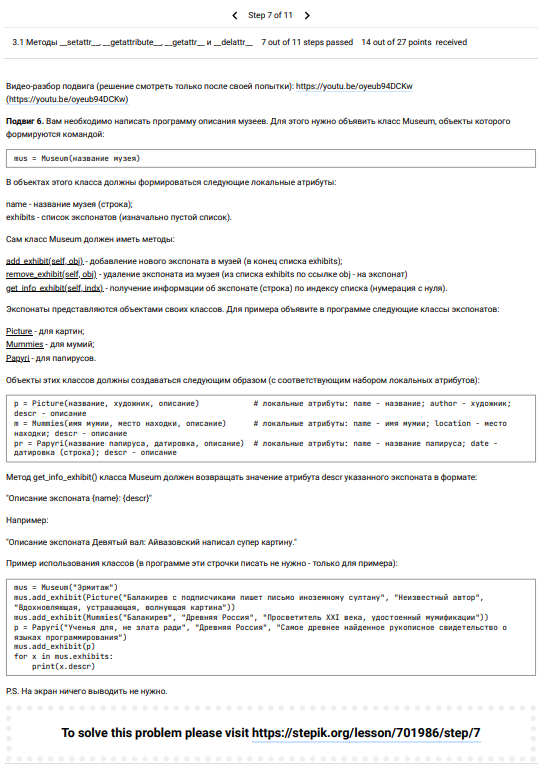 Step 7 of 11
3.1 Методы __setattr__, __getattribute__, __getattr__ и __delattr__ 7 out of 11 steps passed 14 out of 27 points received
Видео-разбор подвига (решение смотреть только после своей попытки): https://youtu.be/oyeub94DCKw
(https://youtu.be/oyeub94DCKw)
Подвиг 6. Вам необходимо написать программу описания музеев. Для этого нужно объявить класс Museum, объекты которого
формируются командой:
mus = Museum(название музея)
В объектах этого класса должны формироваться следующие локальные атрибуты:
name - название музея (строка);
exhibits - список экспонатов (изначально пустой список).
Сам класс Museum должен иметь методы:
add_exhibit(self, obj) - добавление нового экспоната в музей (в конец списка exhibits);
remove_exhibit(self, obj) - удаление экспоната из музея (из списка exhibits по ссылке obj - на экспонат)
get_info_exhibit(self, indx) - получение информации об экспонате (строка) по индексу списка (нумерация с нуля).
Экспонаты представляются объектами своих классов. Для примера объявите в программе следующие классы экспонатов:
Picture - для картин;
Mummies - для мумий;
Papyri - для папирусов.
Объекты этих классов должны создаваться следующим образом (с соответствующим набором локальных атрибутов):
p = Picture(название, художник, описание) # локальные атрибуты: name - название; author - художник;
descr - описание
m = Mummies(имя мумии, место находки, описание) # локальные атрибуты: name - имя мумии; location - место
находки; descr - описание
pr = Papyri(название папируса, датировка, описание) # локальные атрибуты: name - название папируса; date -
датировка (строка); descr - описание
Метод get_info_exhibit() класса Museum должен возвращать значение атрибута descr указанного экспоната в формате:
"Описание экспоната {name}: {descr}"
Например:
"Описание экспоната Девятый вал: Айвазовский написал супер картину."
Пример использования классов (в программе эти строчки писать не нужно - только для примера):
mus = Museum("Эрмитаж")
mus.add_exhibit(Picture("Балакирев с подписчиками пишет письмо иноземному султану", "Неизвестный автор",
"Вдохновляющая, устрашающая, волнующая картина"))
mus.add_exhibit(Mummies("Балакирев", "Древняя Россия", "Просветитель XXI века, удостоенный мумификации"))
p = Papyri("Ученья для, не злата ради", "Древняя Россия", "Самое древнее найденное рукописное свидетельство о
языках программирования")
mus.add_exhibit(p)
for x in mus.exhibits:
print(x.descr)
P.S. На экран ничего выводить не нужно.
To solve this problem please visit https://stepik.org/lesson/701986/step/7